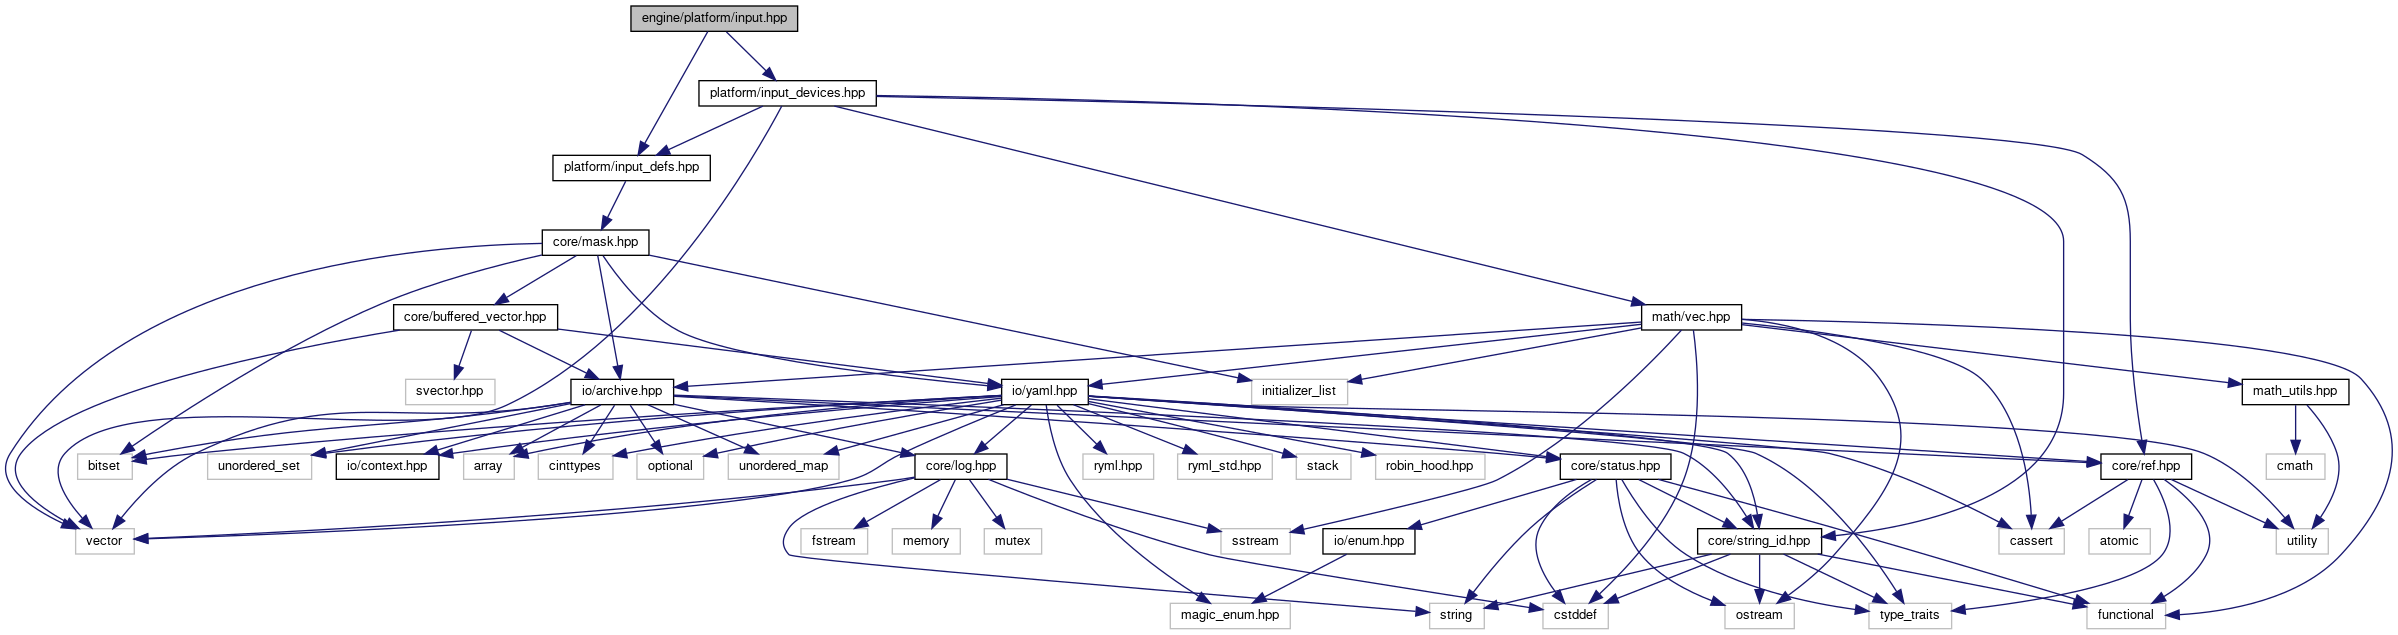 engine/platform/input.hpp
platform/input_devices.hpp
platform/input_defs.hpp
core/mask.hpp
core/buffered_vector.hpp
math/vec.hpp
svector.hpp
io/archive.hpp
io/yaml.hpp
initializer_list
math_utils.hpp
bitset
unordered_set
io/context.hpp
array
cinttypes
optional
unordered_map
core/log.hpp
ryml.hpp
ryml_std.hpp
stack
robin_hood.hpp
core/status.hpp
core/ref.hpp
cmath
vector
fstream
memory
mutex
sstream
io/enum.hpp
core/string_id.hpp
cassert
atomic
utility
magic_enum.hpp
string
cstddef
ostream
type_traits
functional